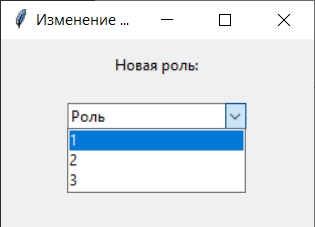 Изменение ...
Новая роль:
Роль
1
2
3